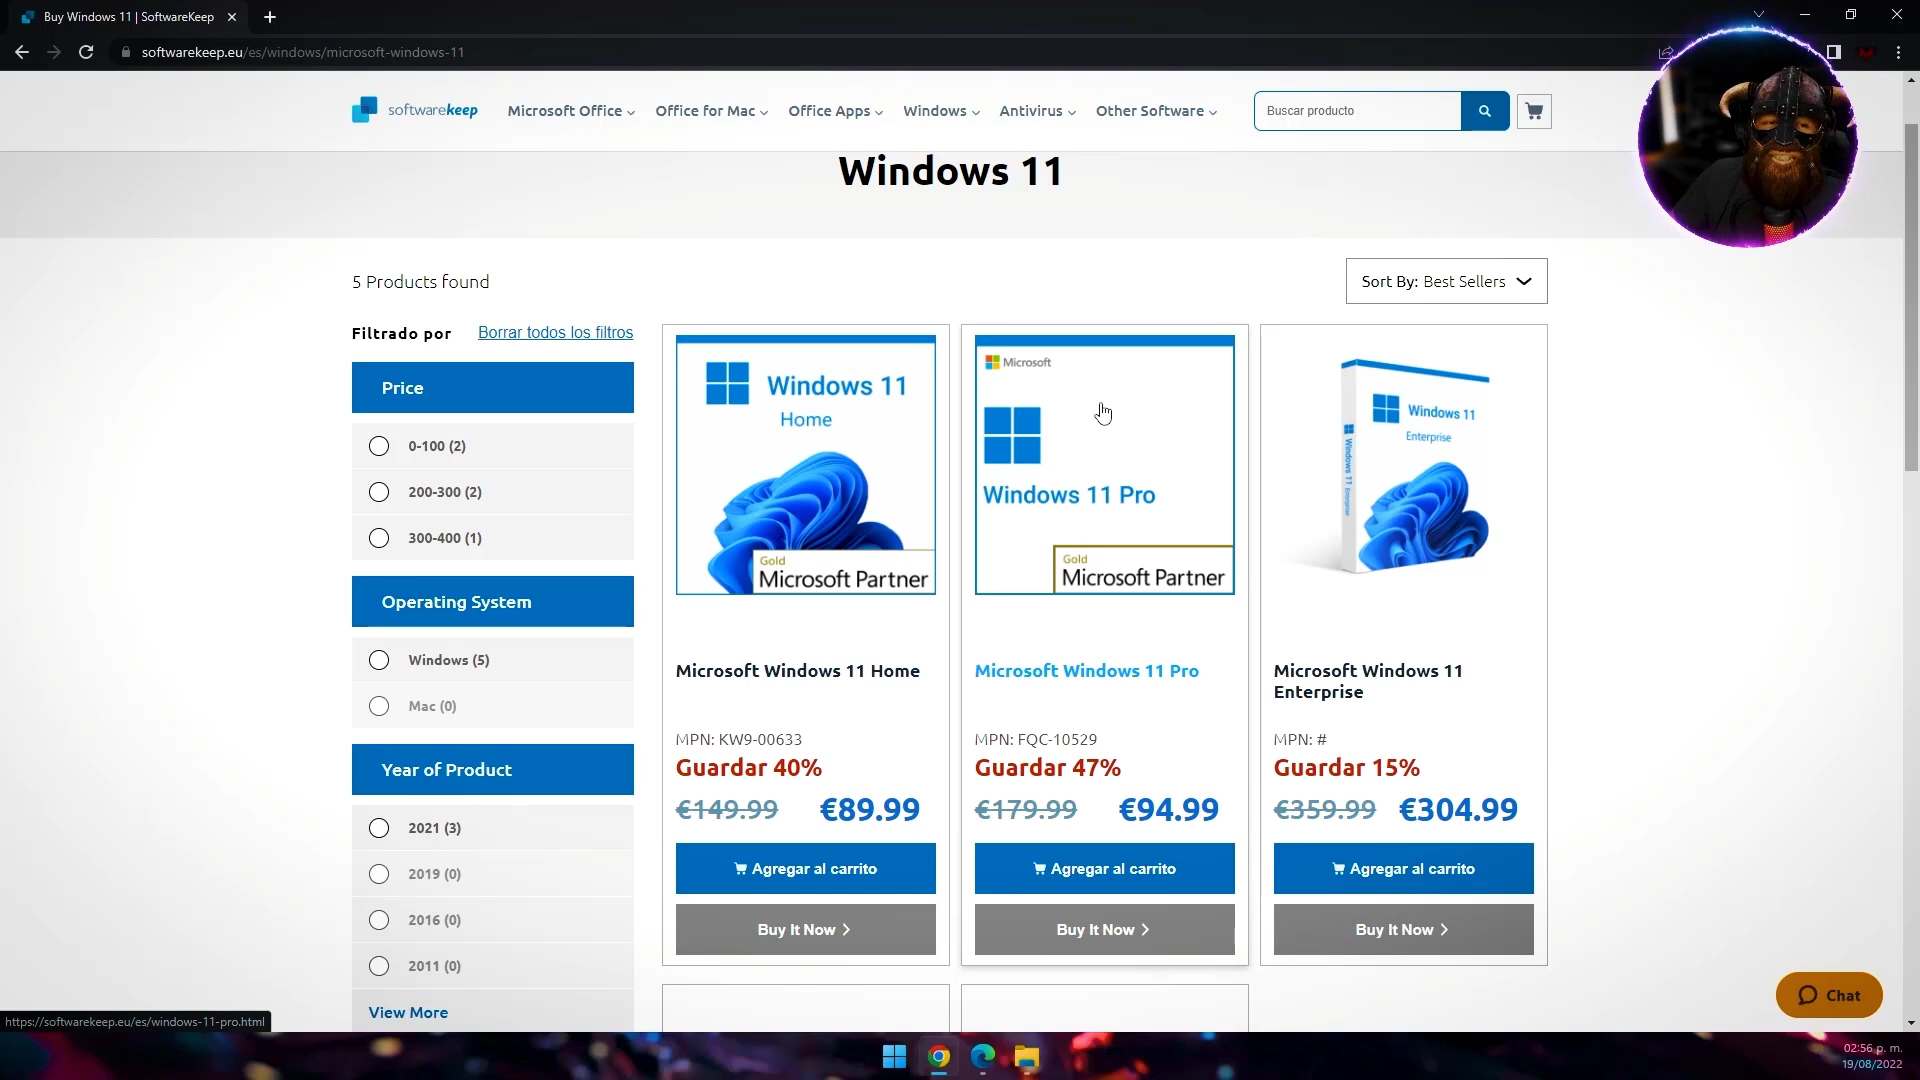 Buy Windows 11 | SoftwareKeep
softwarekeep.eu/es/windows/microsoft-windows-11
softwarekeep
Microsoft Office
Office for Mac
Office Apps
Windows
Antivirus
Other Software
Buscar producto
Windows 11
5 Products found
Sort By: Best Sellers
Filtrado por
Borrar todos los filtros
Price
0-100 (2)
200-300 (2)
300-400 (1)
Operating System
Windows (5)
Mac (0)
Year of Product
2021 (3)
2019 (0)
2016 (0)
2011 (0)
View More
Windows 11
Home
Gold
Microsoft Partner
Microsoft Windows 11 Home
MPN: KW9-00633
Guardar 40%
€149.99 €89.99
Agregar al carrito
Buy It Now
Microsoft
Windows 11 Pro
Gold
Microsoft Partner
Microsoft Windows 11 Pro
MPN: FQC-10529
Guardar 47%
€179.99 €94.99
Agregar al carrito
Buy It Now
Windows 11
Enterprise
Windows 11 Enterprise
Microsoft Windows 11
Enterprise
MPN: #
Guardar 15%
€359.99 €304.99
Agregar al carrito
Buy It Now
Chat
https://softwarekeep.eu/es/windows-11-pro.html
02:56 p. m.
19/08/2022